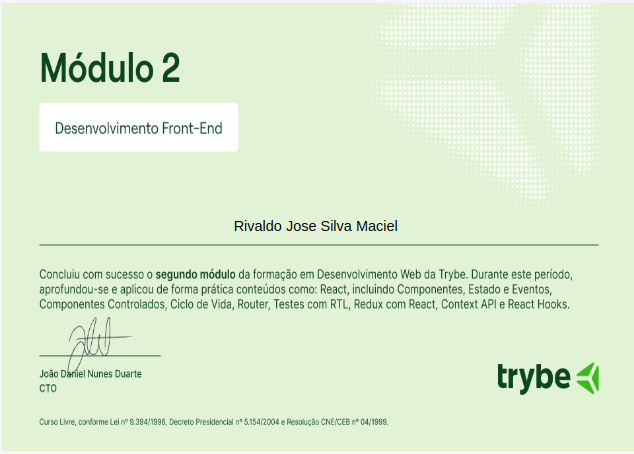 Módulo 2
Desenvolvimento Front-End
Rivaldo Jose Silva Maciel
Concluiu com sucesso o segundo módulo da formação em Desenvolvimento Web da Trybe. Durante este período,
aprofundou-se e aplicou de forma prática conteúdos como: React, incluindo Componentes, Estado e Eventos,
Componentes Controlados, Ciclo de Vida, Router, Testes com RTL, Redux com React, Context API e React Hooks.
João Daniel Nunes Duarte
CTO
trybe
Curso Livre, conforme Lei nº 9.394/1996, Decreto Presidencial nº 5.154/2004 e Resolução CNE/CEB nº 04/1999.